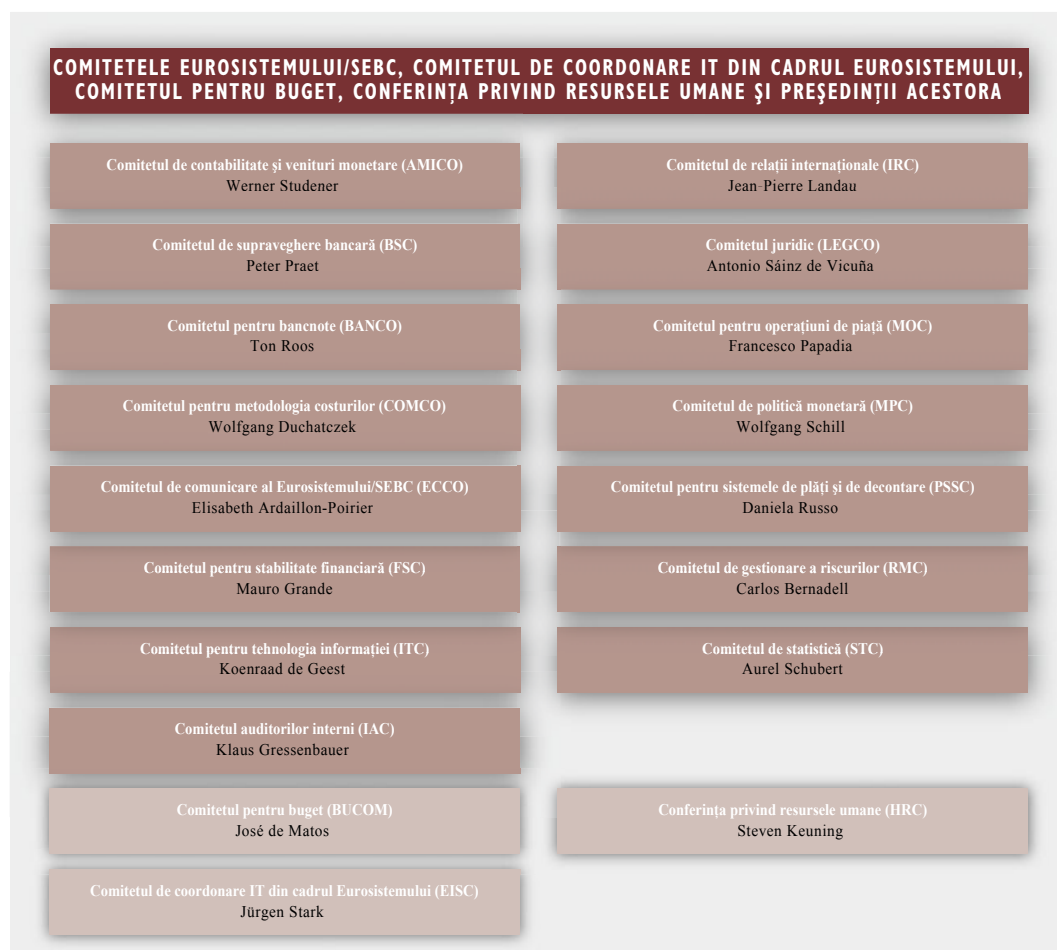 COMITETELE EUROSISTEMULUI/SEBC, COMITETUL DE COORDONARE IT DIN CADRUL EUROSISTEMULUI,
COMITETUL PENTRU BUGET, CONFERINȚA PRIVIND RESURSELE UMANE ŞI PREŞEDINȚII ACESTORA
Comitetul de contabilitate și venituri monetare (AMICO)
Werner Studener
Comitetul de supraveghere bancară (BSC)
Peter Praet
Comitetul pentru bancnote (BANCO)
Ton Roos
Comitetul pentru metodologia costurilor (COMCO)
Wolfgang Duchatczek
Comitetul de comunicare al Eurosistemului/SEBC (ECCO)
Elisabeth Ardaillon-Poirier
Comitetul pentru stabilitate financiară (FSC)
Mauro Grande
Comitetul pentru tehnologia informației (ITC)
Koenraad de Geest
Comitetul auditorilor interni (IAC)
Klaus Gressenbauer
Comitetul pentru buget (BUCOM)
José de Matos
Comitetul de coordonare IT din cadrul Eurosistemului (EISC)
Jürgen Stark
Comitetul de relații internaționale (IRC)
Jean-Pierre Landau
Comitetul juridic (LEGCO)
Antonio Sáinz de Vicuña
Comitetul pentru operațiuni de piață (MOC)
Francesco Papadia
Comitetul de politică monetară (MPC)
Wolfgang Schill
Comitetul pentru sistemele de plăți şi de decontare (PSSC)
Daniela Russo
Comitetul de gestionare a riscurilor (RMC)
Carlos Bernadell
Comitetul de statistică (STC)
Aurel Schubert
Conferința privind resursele umane (HRC)
Steven Keuning